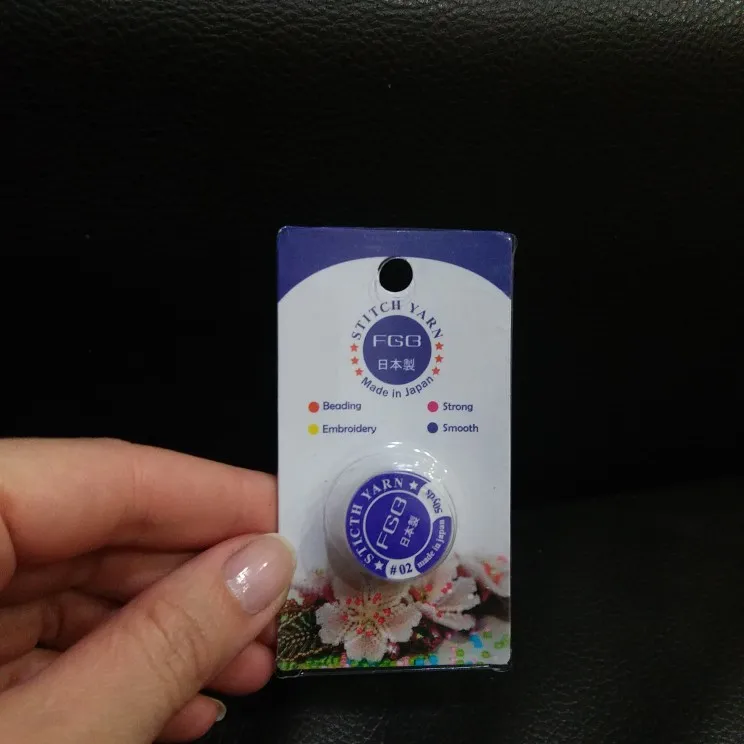 STITCH YARN
FGB
日本製
Made in Japan
Beading
Strong
Embroidery
Smooth
STICTH YARN
50yds
FGB
日本製
made in japan
#02